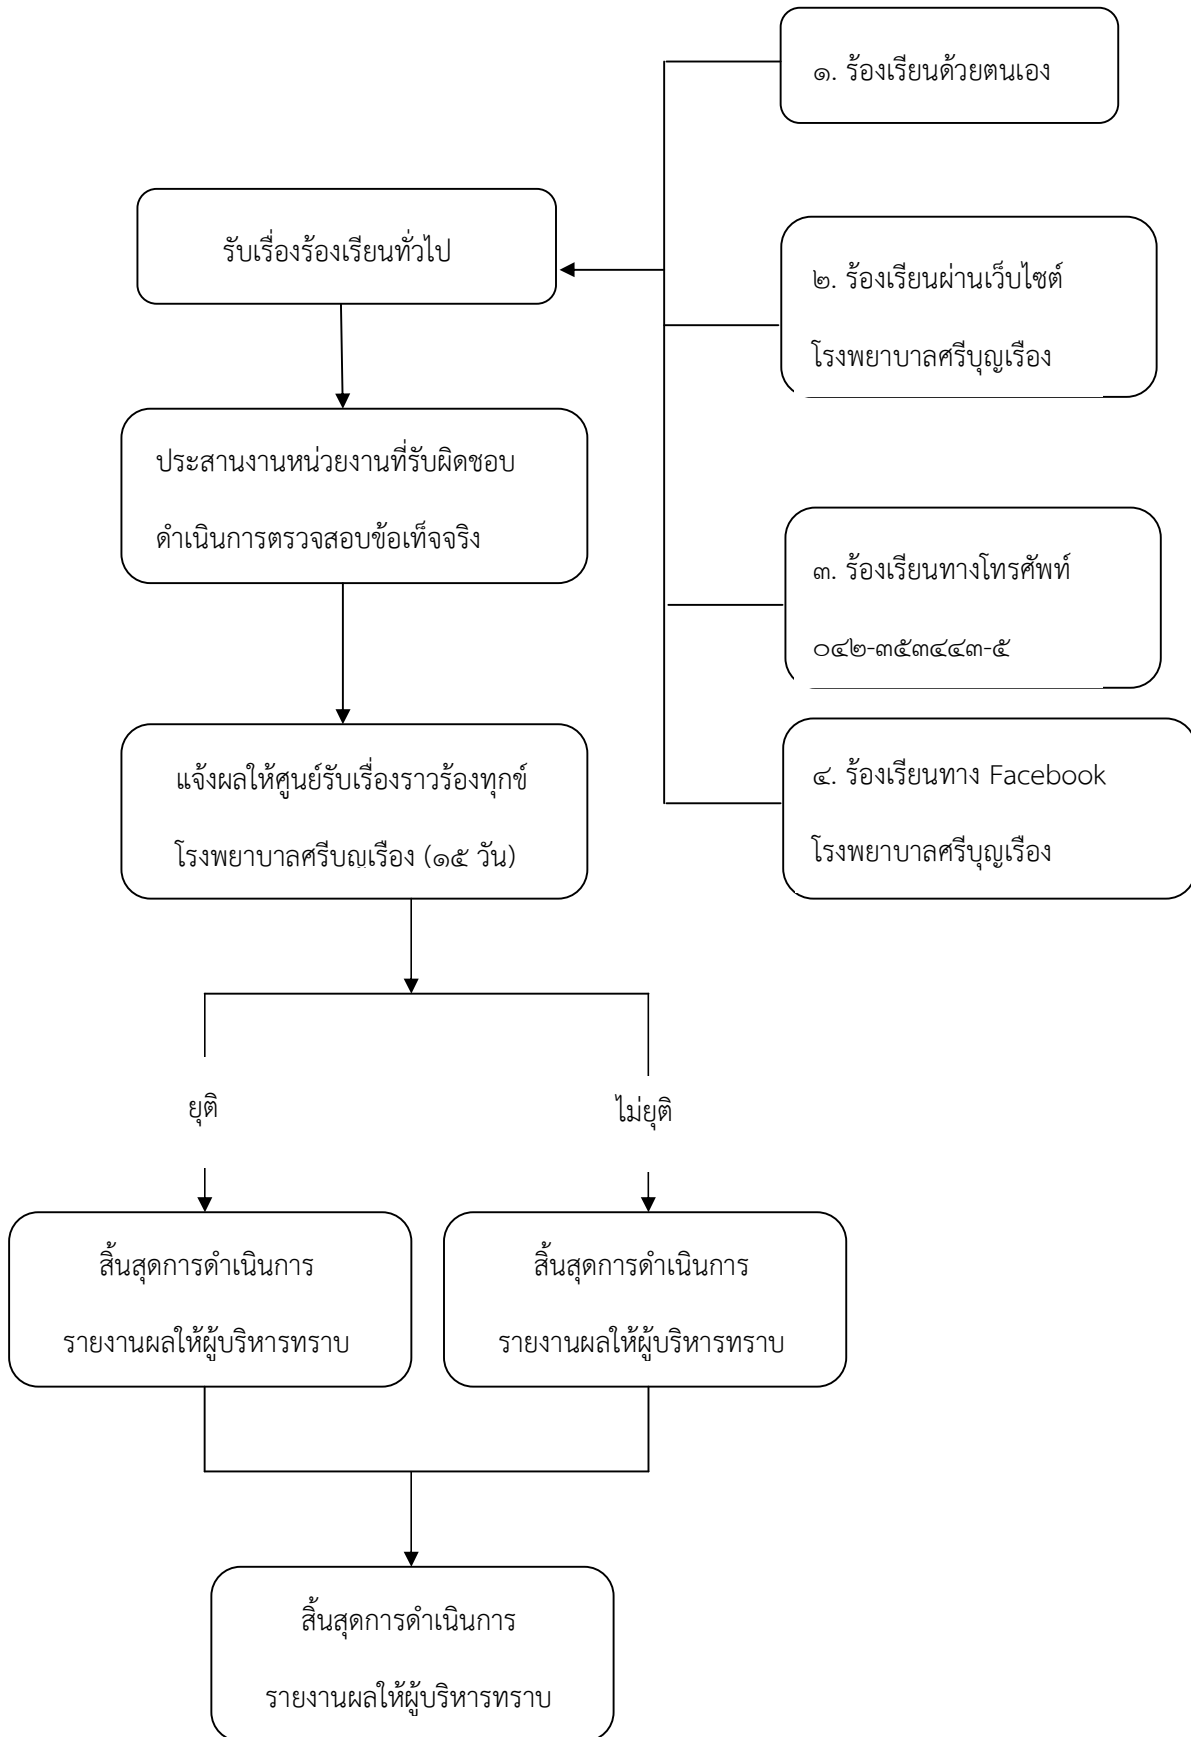 ๑. ร้องเรียนด้วยตนเอง
รับเรื่องร้องเรียนทั่วไป
๒. ร้องเรียนผ่านเว็บไซต์
โรงพยาบาลศรีบุญเรือง
ประสานงานหน่วยงานที่รับผิดชอบ
ดำเนินการตรวจสอบข้อเท็จจริง
๓. ร้องเรียนทางโทรศัพท์
๐๔๒-๓๕๓๔๔๓-๕
แจ้งผลให้ศูนย์รับเรื่องราวร้องทุกข์
โรงพยาบาลศรีบุญเรือง (๑๕ วัน)
๔. ร้องเรียนทาง Facebook
โรงพยาบาลศรีบุญเรือง
ยุติ
ไม่ยุติ
สิ้นสุดการดำเนินการ
รายงานผลให้ผู้บริหารทราบ
สิ้นสุดการดำเนินการ
รายงานผลให้ผู้บริหารทราบ
สิ้นสุดการดำเนินการ
รายงานผลให้ผู้บริหารทราบ